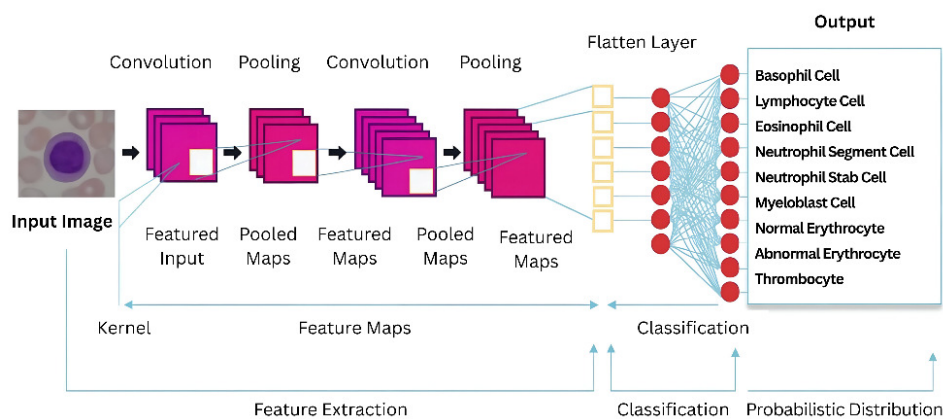 Output
Flatten Layer
Convolution
Pooling
Convolution
Pooling
Input Image
Featured
Input
Pooled
Maps
Featured
Maps
Pooled
Maps
Featured
Maps
Basophil Cell
Lymphocyte Cell
Eosinophil Cell
Neutrophil Segment Cell
Neutrophil Stab Cell
Myeloblast Cell
Normal Erythrocyte
Abnormal Erythrocyte
Thrombocyte
Kernel
Feature Maps
Classification
Feature Extraction
Classification
Probabilistic Distribution